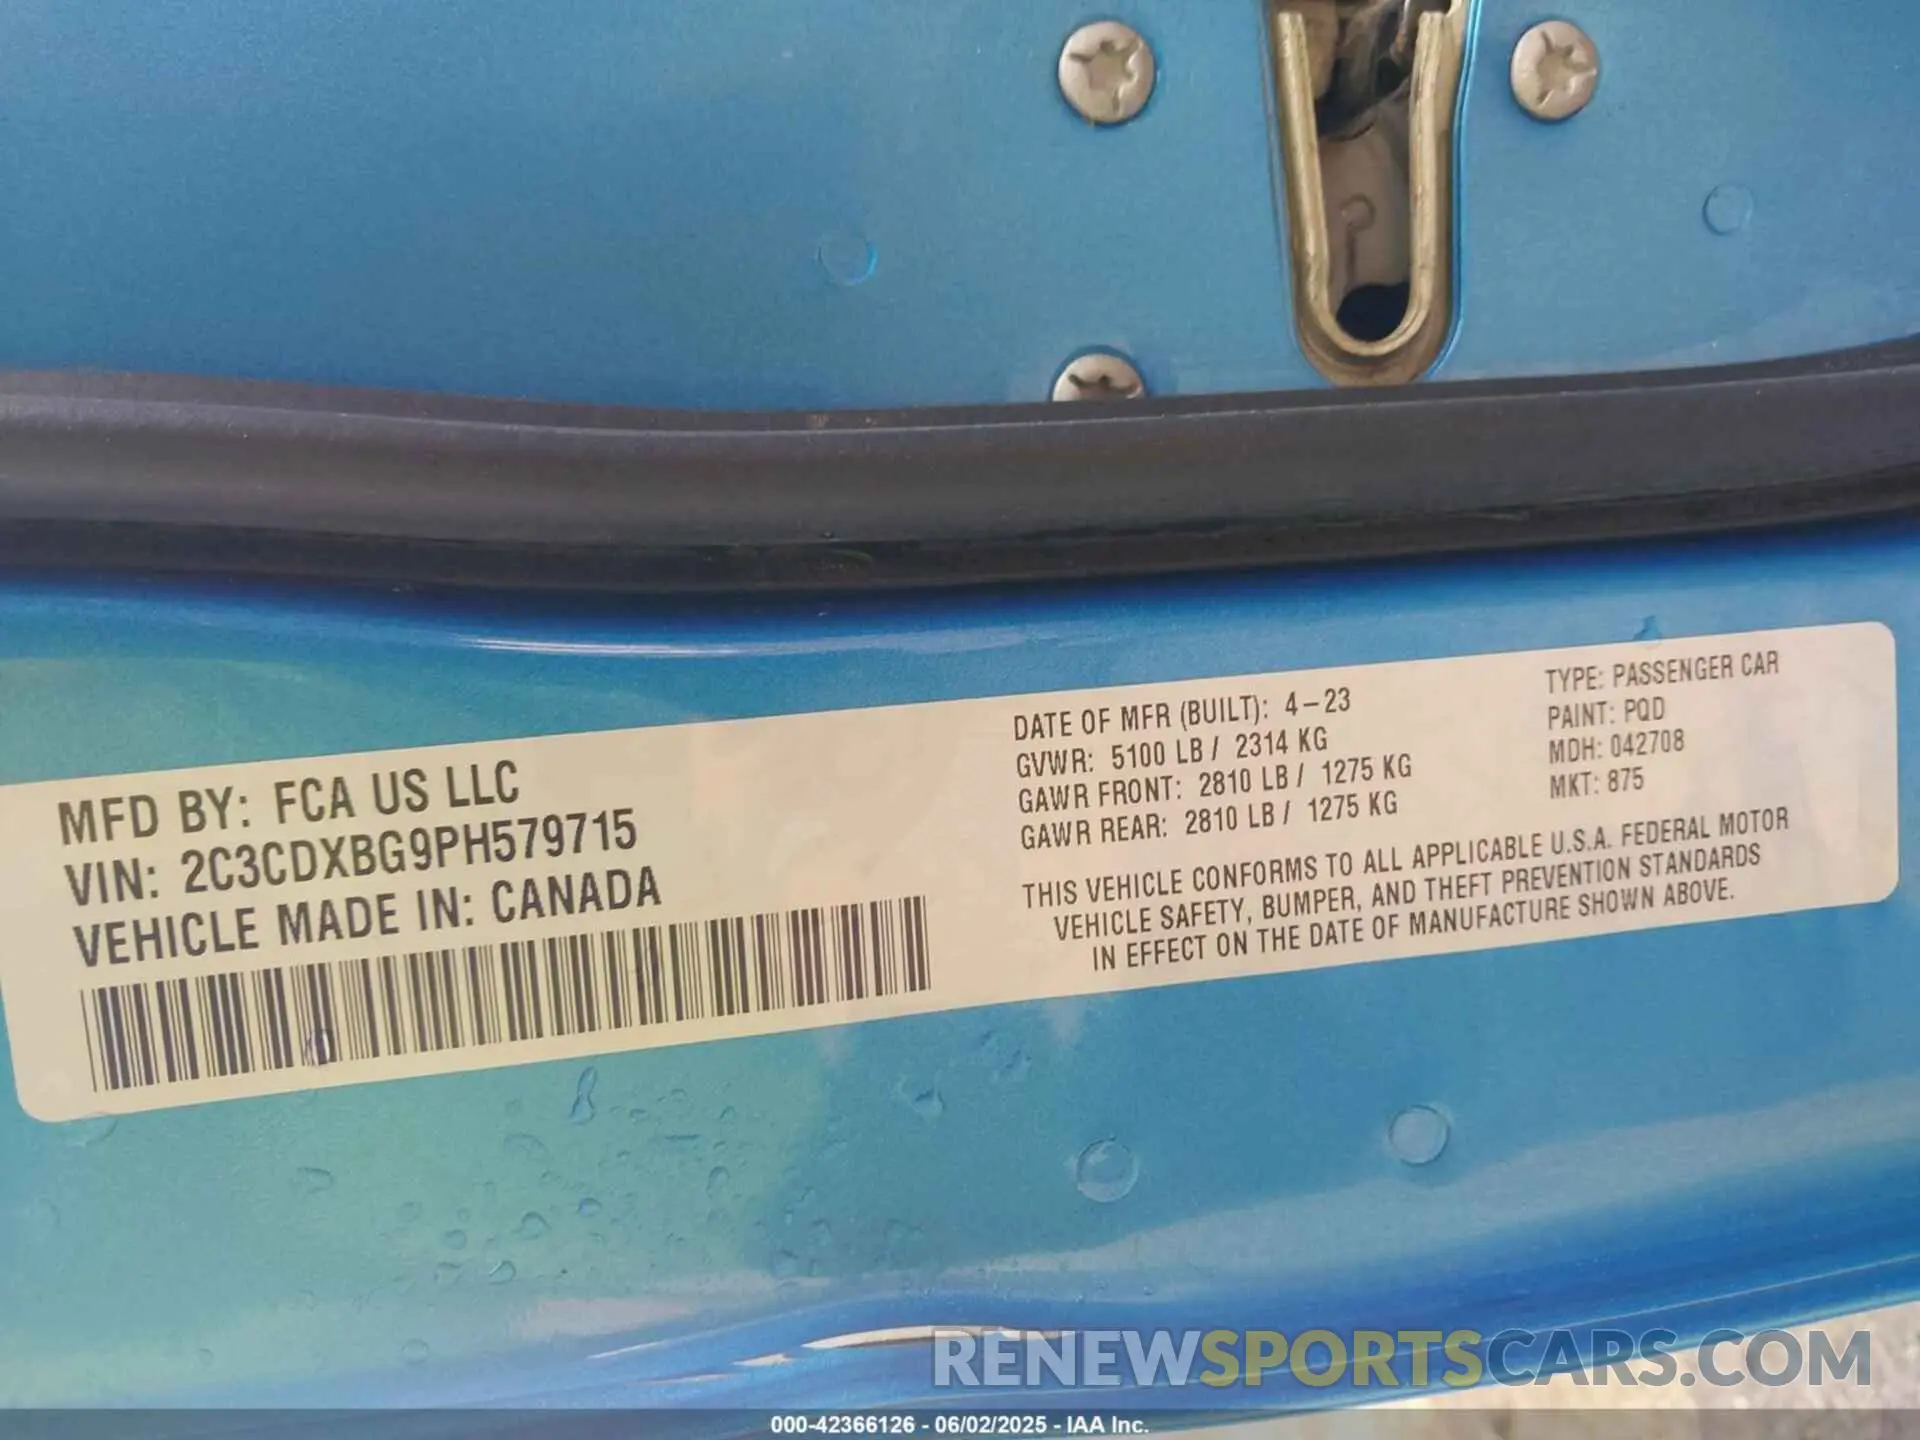 MFD BY: FCA US LLC
VIN: 2C3CDXBG9PH579715
VEHICLE MADE IN: CANADA
DATE OF MFR (BUILT): 4-23
GVWR: 5100 LB / 2314 KG
GAWR FRONT: 2810 LB / 1275 KG
GAWR REAR: 2810 LB / 1275 KG
TYPE: PASSENGER CAR
PAINT: PQD
MDH: 042708
MKT: 875
THIS VEHICLE CONFORMS TO ALL APPLICABLE U.S.A. FEDERAL MOTOR
VEHICLE SAFETY, BUMPER, AND THEFT PREVENTION STANDARDS
IN EFFECT ON THE DATE OF MANUFACTURE SHOWN ABOVE.
RENEWSPORTSCARS.COM
000-42366126 - 06/02/2025 - IAA Inc.